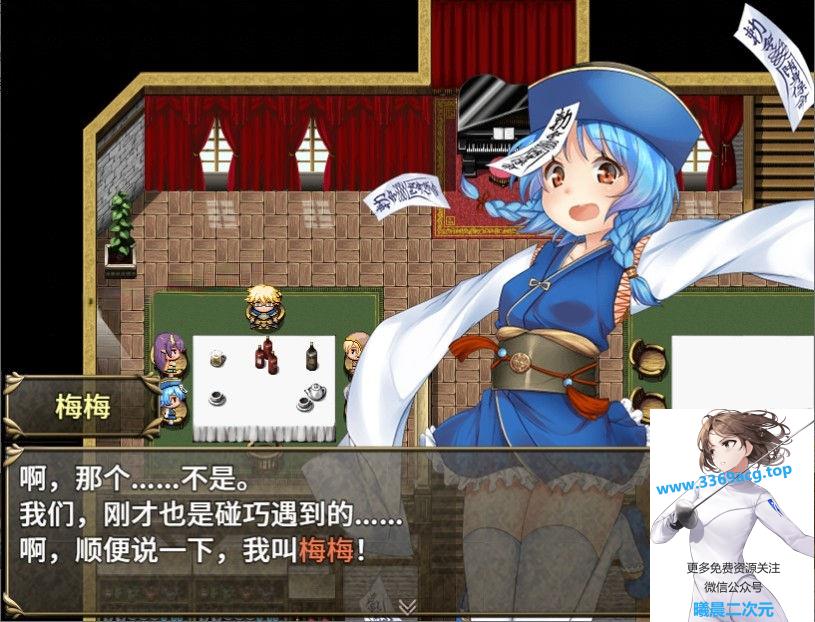 梅梅
啊，那个……不是。
我们，刚才也是碰巧遇到的……
啊，顺便说一下，我叫梅梅！
www.3369acg.top
更多免费资源关注
微信公众号
曦晨二次元